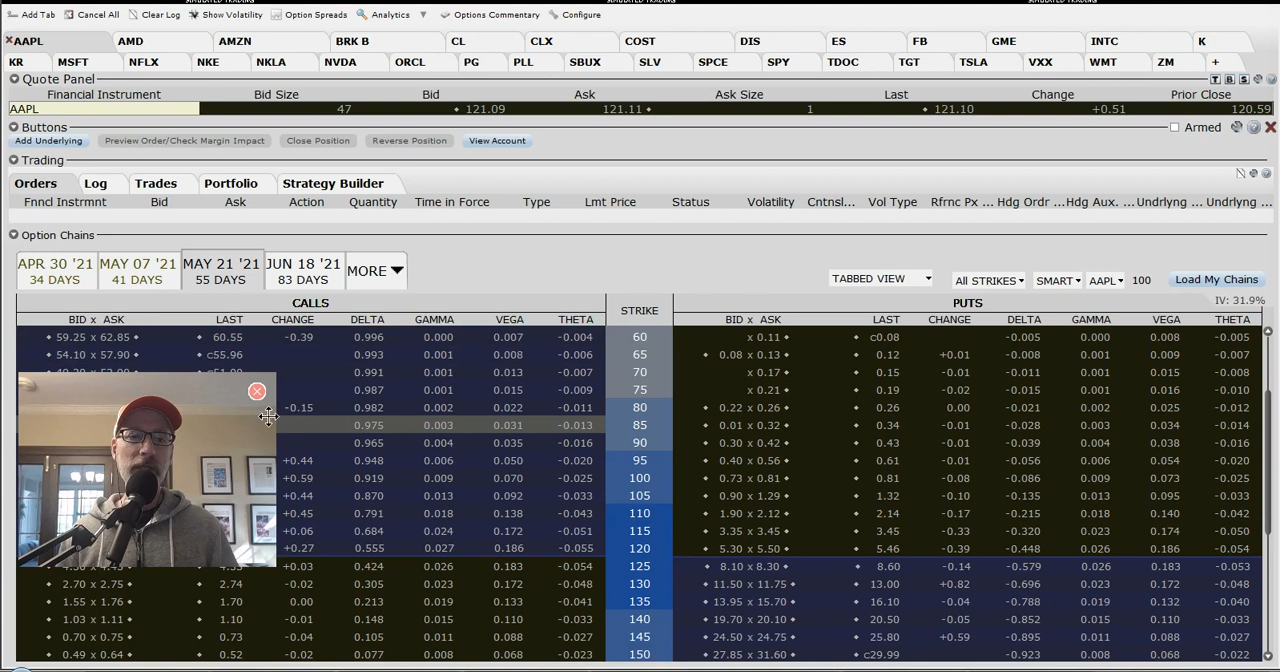 SIMULATED TRADING SIMULATED TRADING SIMULATED TRADING
Add Tab Cancel All Clear Log Show Volatility Option Spreads Analytics Options Commentary Configure
AAPL AMD AMZN BRK B CL CLX COST DIS ES FB GME INTC K
KR MSFT NFLX NKE NKLA NVDA ORCL PG PLL SBUX SLV SPCE SPY TDOC TGT TSLA VXX WMT ZM +
Quote Panel T B S
Financial Instrument Bid Size Bid Ask Ask Size Last Change Prior Close
AAPL 47 121.09 121.11 1 121.10 +0.51 120.59
Buttons Armed
Add Underlying Preview Order/Check Margin Impact Close Position Reverse Position View Account
Trading
Orders Log Trades Portfolio Strategy Builder
Fnncl Instrmnt Bid Ask Action Quantity Time in Force Type Lmt Price Status Volatility Cntnsl... Vol Type Rfrnc Px ... Hdg Ordr ... Hdg Aux. ... Undrlyng ... Undrlyng ...
Option Chains
APR 30 '21 MAY 07 '21 MAY 21 '21 JUN 18 '21 MORE
34 DAYS 41 DAYS 55 DAYS 83 DAYS
TABBED VIEW All STRIKES SMART AAPL 100 Load My Chains
CALLS STRIKE PUTS IV: 31.9%
BID x ASK LAST CHANGE DELTA GAMMA VEGA THETA BID x ASK LAST CHANGE DELTA GAMMA VEGA THETA
59.25 x 62.85 60.55 -0.39 0.996 0.000 0.007 -0.004 60 x 0.11 c0.08 -0.005 0.000 0.008 -0.005
54.10 x 57.90 c55.96 0.993 0.001 0.008 -0.006 65 0.08 x 0.13 0.12 +0.01 -0.008 0.001 0.009 -0.007
0.991 0.001 0.013 -0.007 70 x 0.17 0.15 -0.01 -0.011 0.001 0.015 -0.008
0.987 0.001 0.015 -0.009 75 x 0.21 0.19 -0.02 -0.015 0.001 0.016 -0.010
-0.15 0.982 0.002 0.022 -0.011 80 0.22 x 0.26 0.26 0.00 -0.021 0.002 0.025 -0.012
0.975 0.003 0.031 -0.013 85 0.01 x 0.32 0.34 -0.01 -0.028 0.003 0.034 -0.014
0.965 0.004 0.035 -0.016 90 0.30 x 0.42 0.43 -0.01 -0.039 0.004 0.038 -0.016
+0.44 0.948 0.006 0.050 -0.020 95 0.40 x 0.56 0.61 -0.01 -0.056 0.006 0.054 -0.020
+0.59 0.919 0.009 0.070 -0.025 100 0.73 x 0.81 0.81 -0.08 -0.086 0.009 0.073 -0.025
+0.44 0.870 0.013 0.092 -0.033 105 0.90 x 1.29 1.32 -0.10 -0.135 0.013 0.095 -0.033
+0.45 0.791 0.018 0.138 -0.043 110 1.90 x 2.12 2.14 -0.17 -0.215 0.018 0.140 -0.042
+0.06 0.684 0.024 0.172 -0.051 115 3.35 x 3.45 3.45 -0.33 -0.320 0.023 0.174 -0.050
+0.27 0.555 0.027 0.186 -0.055 120 5.30 x 5.50 5.46 -0.39 -0.448 0.026 0.186 -0.054
+0.03 0.424 0.026 0.183 -0.054 125 8.10 x 8.30 8.60 -0.14 -0.579 0.026 0.183 -0.053
2.70 x 2.75 2.74 -0.02 0.305 0.023 0.172 -0.048 130 11.50 x 11.75 13.00 +0.82 -0.696 0.023 0.172 -0.048
1.55 x 1.76 1.70 0.00 0.213 0.019 0.133 -0.041 135 13.95 x 15.70 16.10 -0.04 -0.788 0.019 0.132 -0.040
1.03 x 1.11 1.10 -0.01 0.148 0.015 0.110 -0.033 140 19.70 x 20.10 20.50 -0.05 -0.852 0.015 0.110 -0.033
0.70 x 0.75 0.73 -0.04 0.105 0.011 0.088 -0.027 145 24.50 x 24.75 25.80 +0.59 -0.895 0.011 0.088 -0.027
0.49 x 0.64 0.52 -0.02 0.077 0.008 0.068 -0.023 150 27.85 x 31.60 c29.99 -0.923 0.008 0.068 -0.022